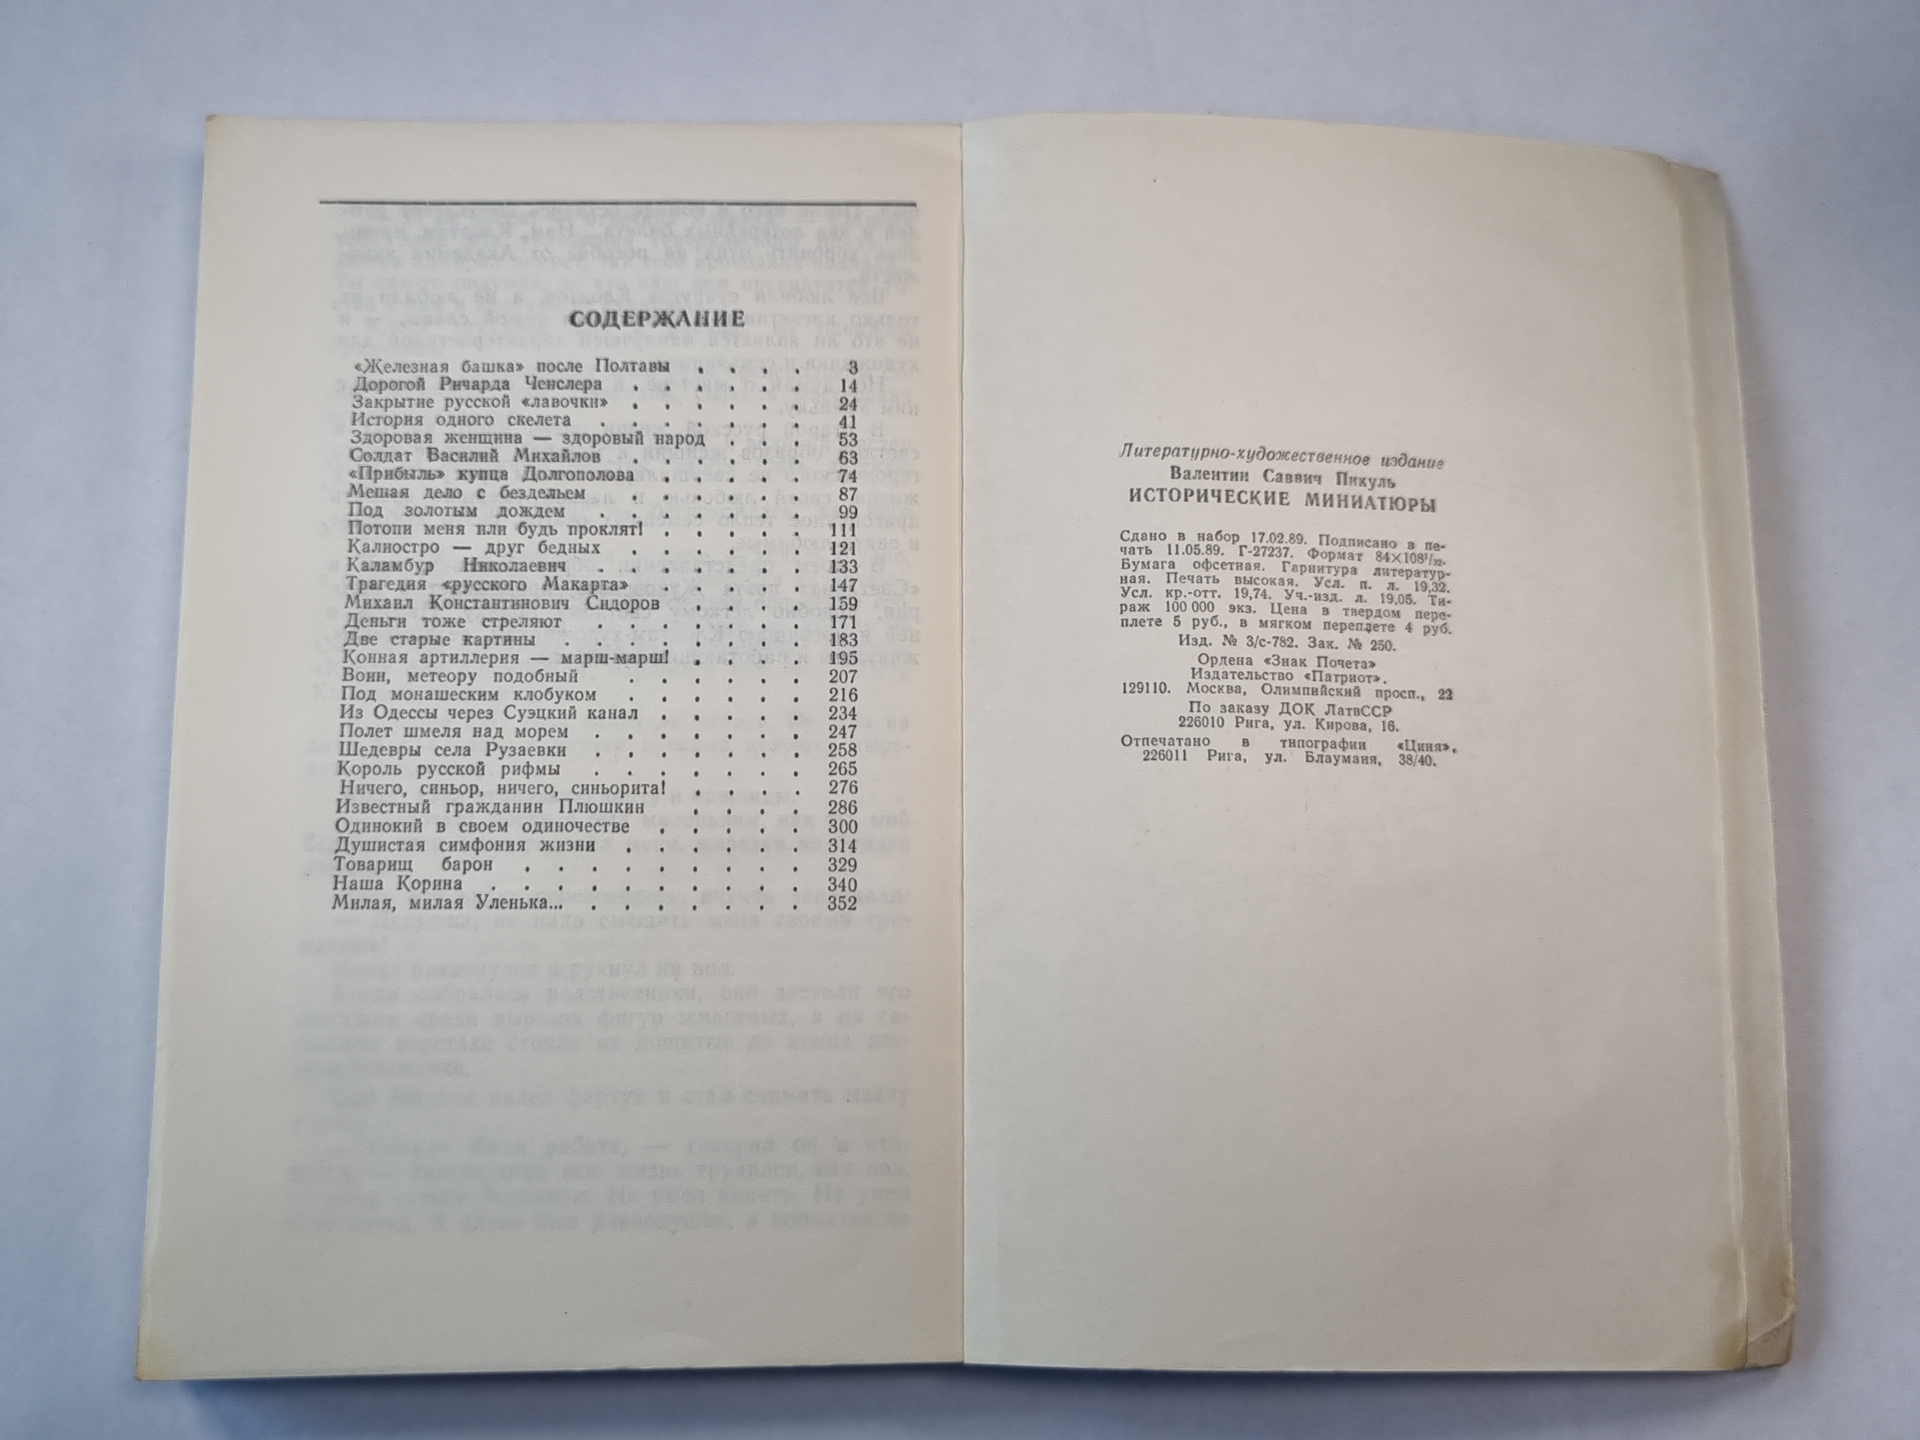 СОДЕРЖАНИЕ
«Железная башка» после Полтавы . . . . 3
Дорогой Ричарда Ченслера . . . . . . 14
Закрытие русской «лавочки» . . . . . . 24
История одного скелета . . . . . . . 41
Здоровая женщина — здоровый народ . . . 53
Солдат Василий Михайлов . . . . . . 63
«Прибыль» купца Долгополова . . . . . 74
Мешая дело с бездельем . . . . . . 87
Под золотым дождем . . . . . . . 99
Потопи меня или будь проклят! . . . . . 111
Калиостро — друг бедных . . . . . . 121
Каламбур Николаевич . . . . . . . 133
Трагедия «русского Макарта» . . . . . 147
Михаил Константинович Сидоров . . . . 159
Деньги тоже стреляют . . . . . . . 171
Две старые картины . . . . . . . . 183
Конная артиллерия — марш-марш! . . . . 195
Воин, метеору подобный . . . . . . 207
Под монашеским клобуком . . . . . 216
Из Одессы через Суэцкий канал . . . . . 234
Полет шмеля над морем . . . . . . . 247
Шедевры села Рузаевки . . . . . . . 258
Король русской рифмы . . . . . . . 265
Ничего, синьор, ничего, синьорита! . . . . 276
Известный гражданин Плюшкин . . . . 286
Одинокий в своем одиночестве . . . . . 300
Душистая симфония жизни . . . . . . 314
Товарищ барон . . . . . . . . . 329
Наша Корина . . . . . . . . . . 340
Милая, милая Уленька... . . . . . . . 352
Литературно-художественное издание
Валентин Саввич Пикуль
ИСТОРИЧЕСКИЕ МИНИАТЮРЫ
Сдано в набор 17.02.89. Подписано в пе-
чать 11.05.89. Г-27237. Формат 84×108¹/₃₂.
Бумага офсетная. Гарнитура литератур-
ная. Печать высокая. Усл. п. л. 19,32.
Усл. кр.-отт. 19,74. Уч.-изд. л. 19,05. Ти-
раж 100 000 экз. Цена в твердом пере-
плете 5 руб., в мягком переплете 4 руб.
Изд. № 3/с-782. Зак. № 250.
Ордена «Знак Почета»
Издательство «Патриот».
129110. Москва, Олимпийский просп., 22
По заказу ДОК ЛатвССР
226010 Рига, ул. Кирова, 16.
Отпечатано в типографии «Циня»,
226011 Рига, ул. Блауманя, 38/40.